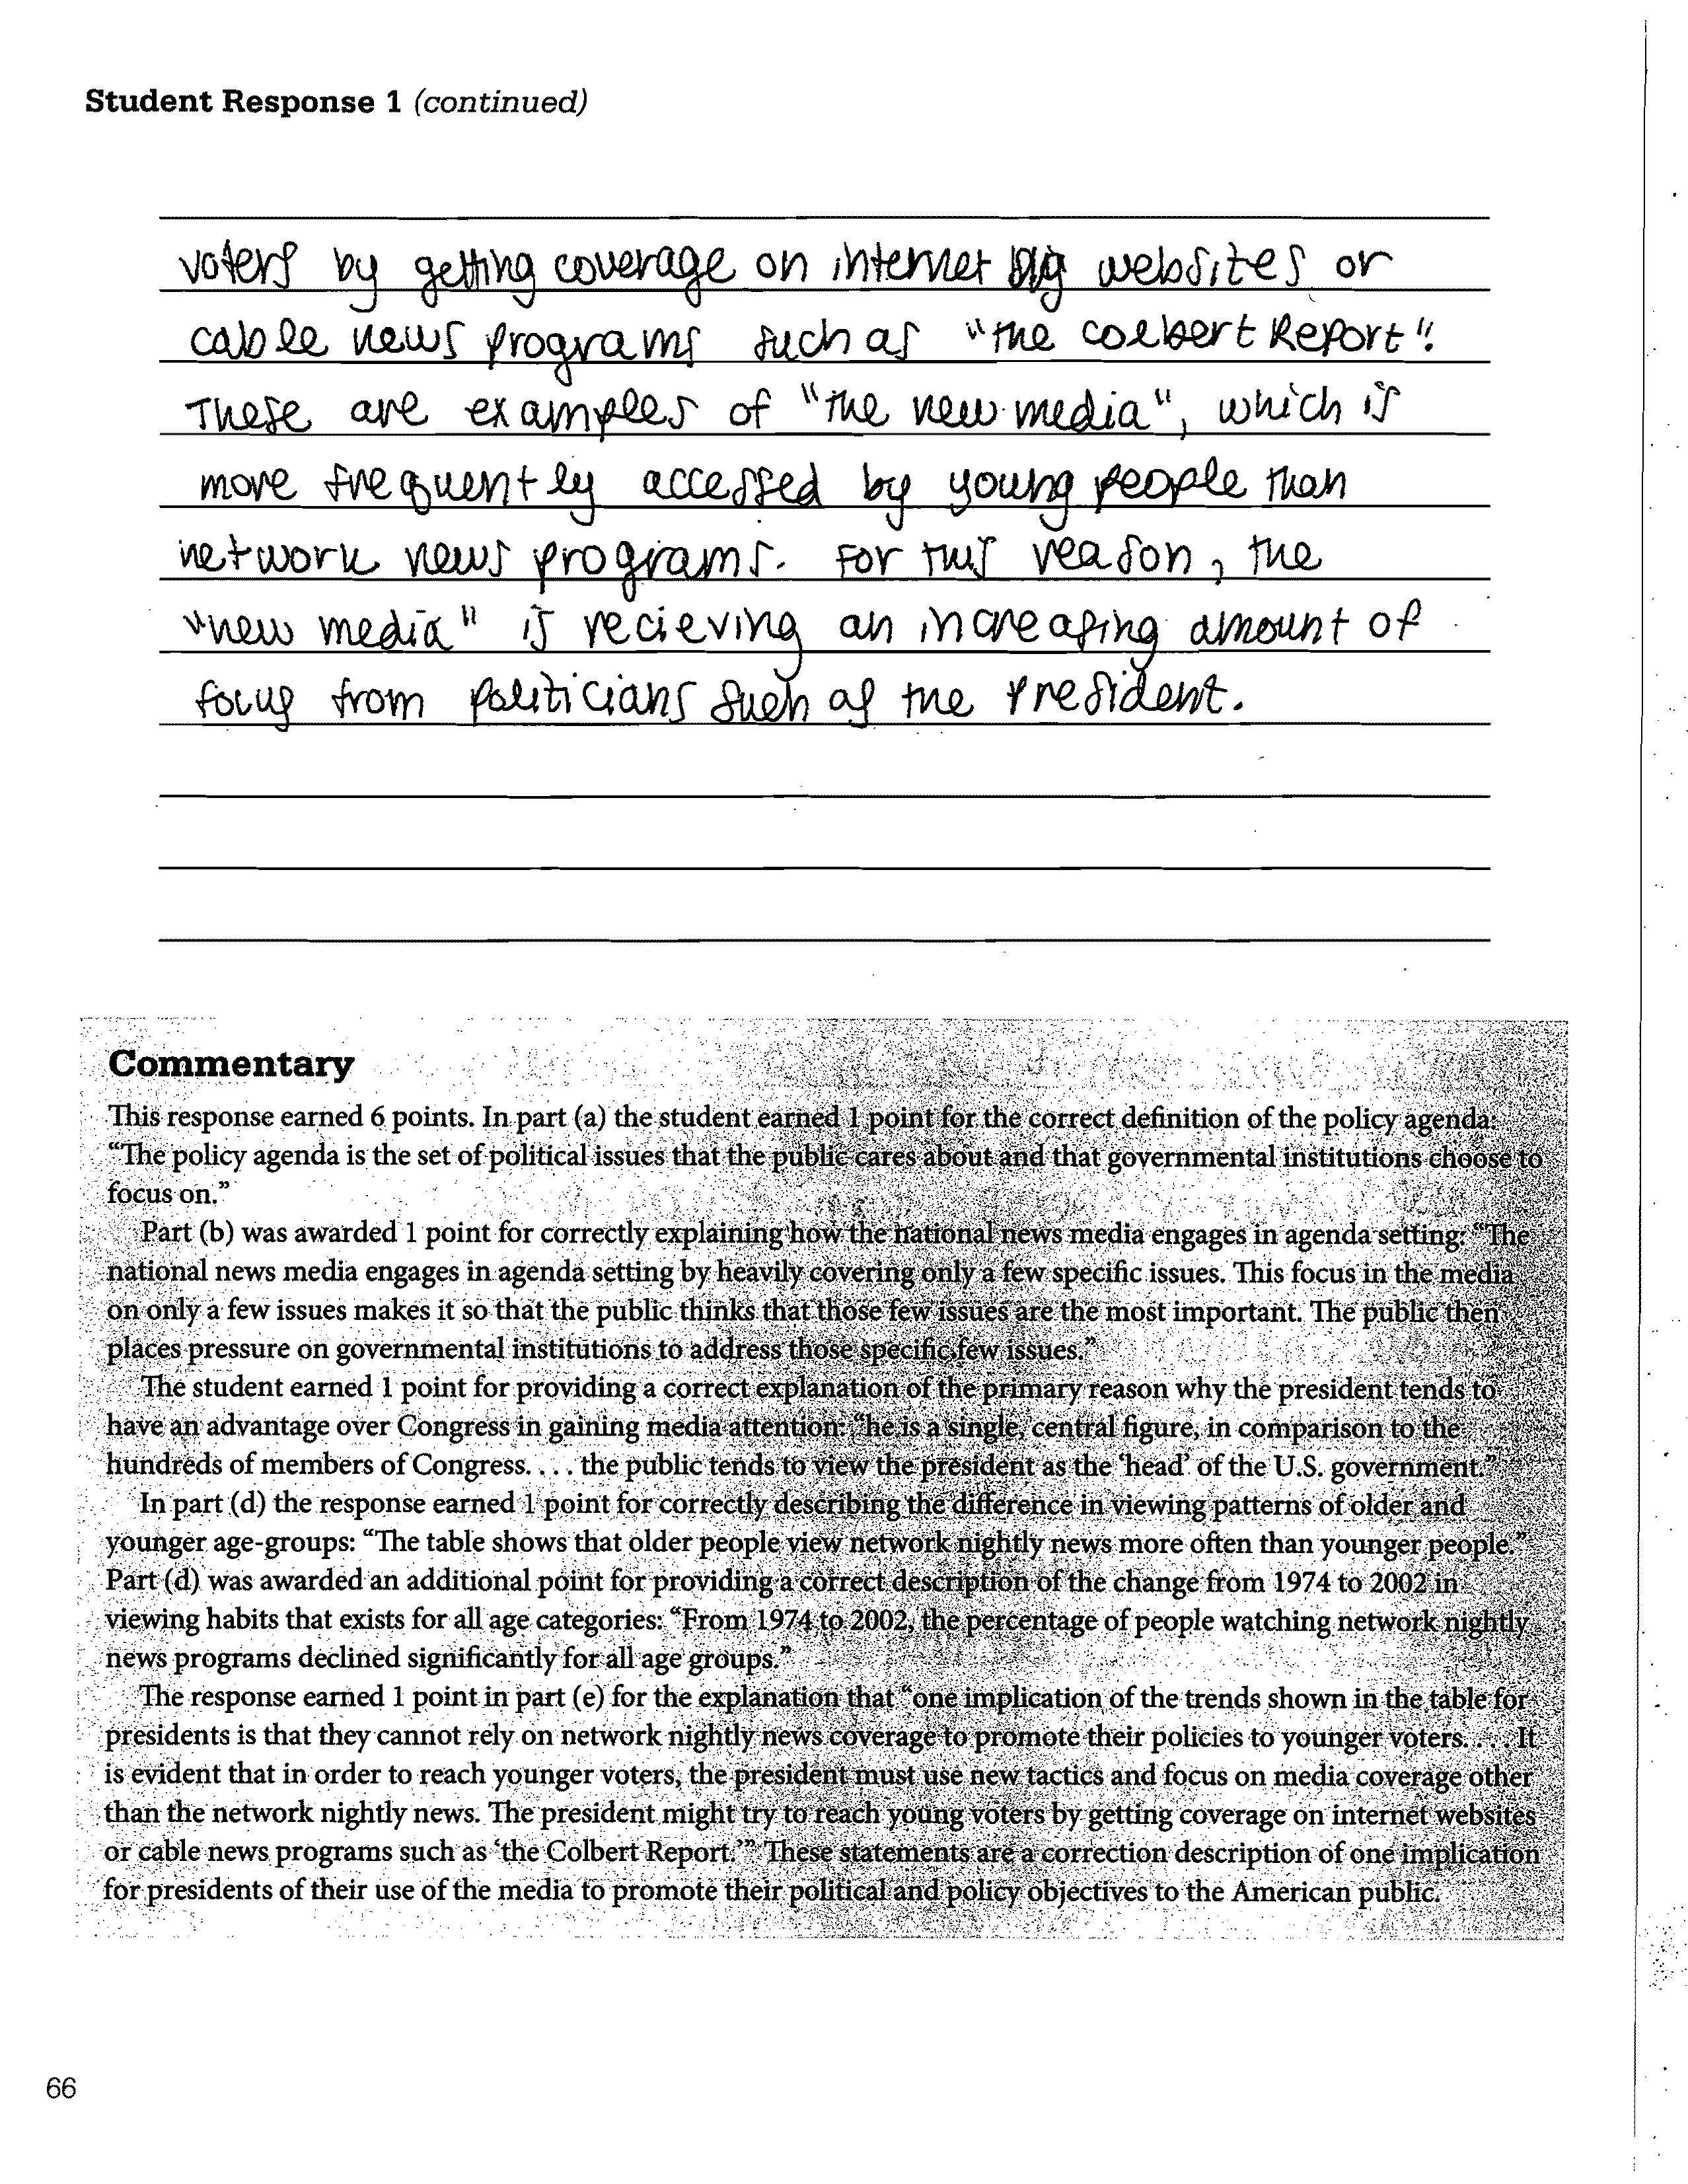 Student Response 1 (continued)
voters by getting coverage on internet websites or
cable news programs such as "the Colbert Report".
These are examples of "the new media", which is
more frequently accessed by young people than
network news programs. For this reason, the
"new media" is recieving an increasing amount of
focus from politicians such as the President.
Commentary
This response earned 6 points. In part (a) the student earned 1 point for the correct definition of the policy agenda:
“The policy agenda is the set of political issues that the public cares about and that governmental institutions choose to
focus on.”
Part (b) was awarded 1 point for correctly explaining how the national news media engages in agenda setting: “The
national news media engages in agenda setting by heavily covering only a few specific issues. This focus in the media
on only a few issues makes it so that the public thinks that those few issues are the most important. The public then
places pressure on governmental institutions to address those specific few issues.”
The student earned 1 point for providing a correct explanation of the primary reason why the president tends to
have an advantage over Congress in gaining media attention: “he is a single, central figure, in comparison to the
hundreds of members of Congress. . . . the public tends to view the president as the ‘head’ of the U.S. government.”
In part (d) the response earned 1 point for correctly describing the difference in viewing patterns of older and
younger age-groups: “The table shows that older people view network nightly news more often than younger people.”
Part (d) was awarded an additional point for providing a correct description of the change from 1974 to 2002 in
viewing habits that exists for all age categories: “From 1974 to 2002, the percentage of people watching network nightly
news programs declined significantly for all age groups.”
The response earned 1 point in part (e) for the explanation that “one implication of the trends shown in the table for
presidents is that they cannot rely on network nightly news coverage to promote their policies to younger voters. . . . It
is evident that in order to reach younger voters, the president must use new tactics and focus on media coverage other
than the network nightly news. The president might try to reach young voters by getting coverage on internet websites
or cable news programs such as ‘the Colbert Report.’” These statements are a correction description of one implication
for presidents of their use of the media to promote their political and policy objectives to the American public.
66